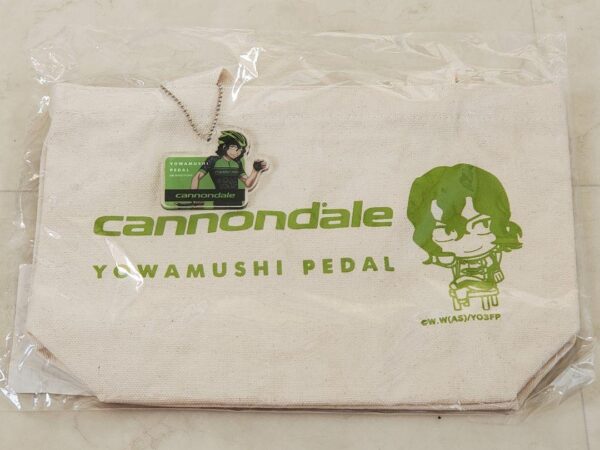 YOWAMUSHI
PEDAL
cannondale
cannondale
YOWAMUSHI PEDAL
©W.W(AS)/YO3FP